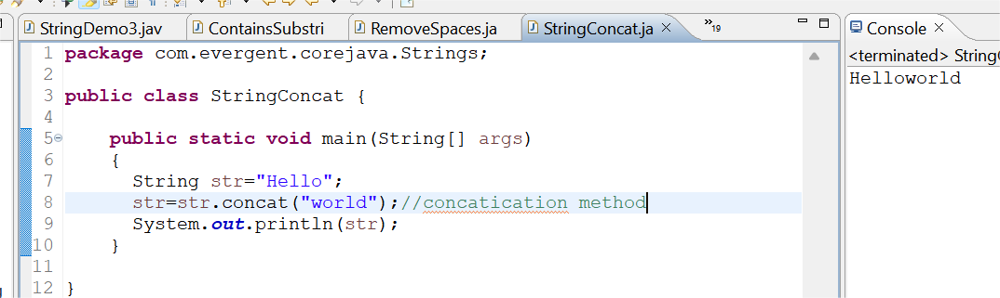 StringDemo3.jav ContainsSubstri RemoveSpaces.ja StringConcat.ja »19
Console
<terminated> String
Helloworld
1 package com.evergent.corejava.Strings;
2
3 public class StringConcat {
4
5 public static void main(String[] args)
6 {
7 String str="Hello";
8 str=str.concat("world");//concatication method
9 System.out.println(str);
10 }
11
12 }